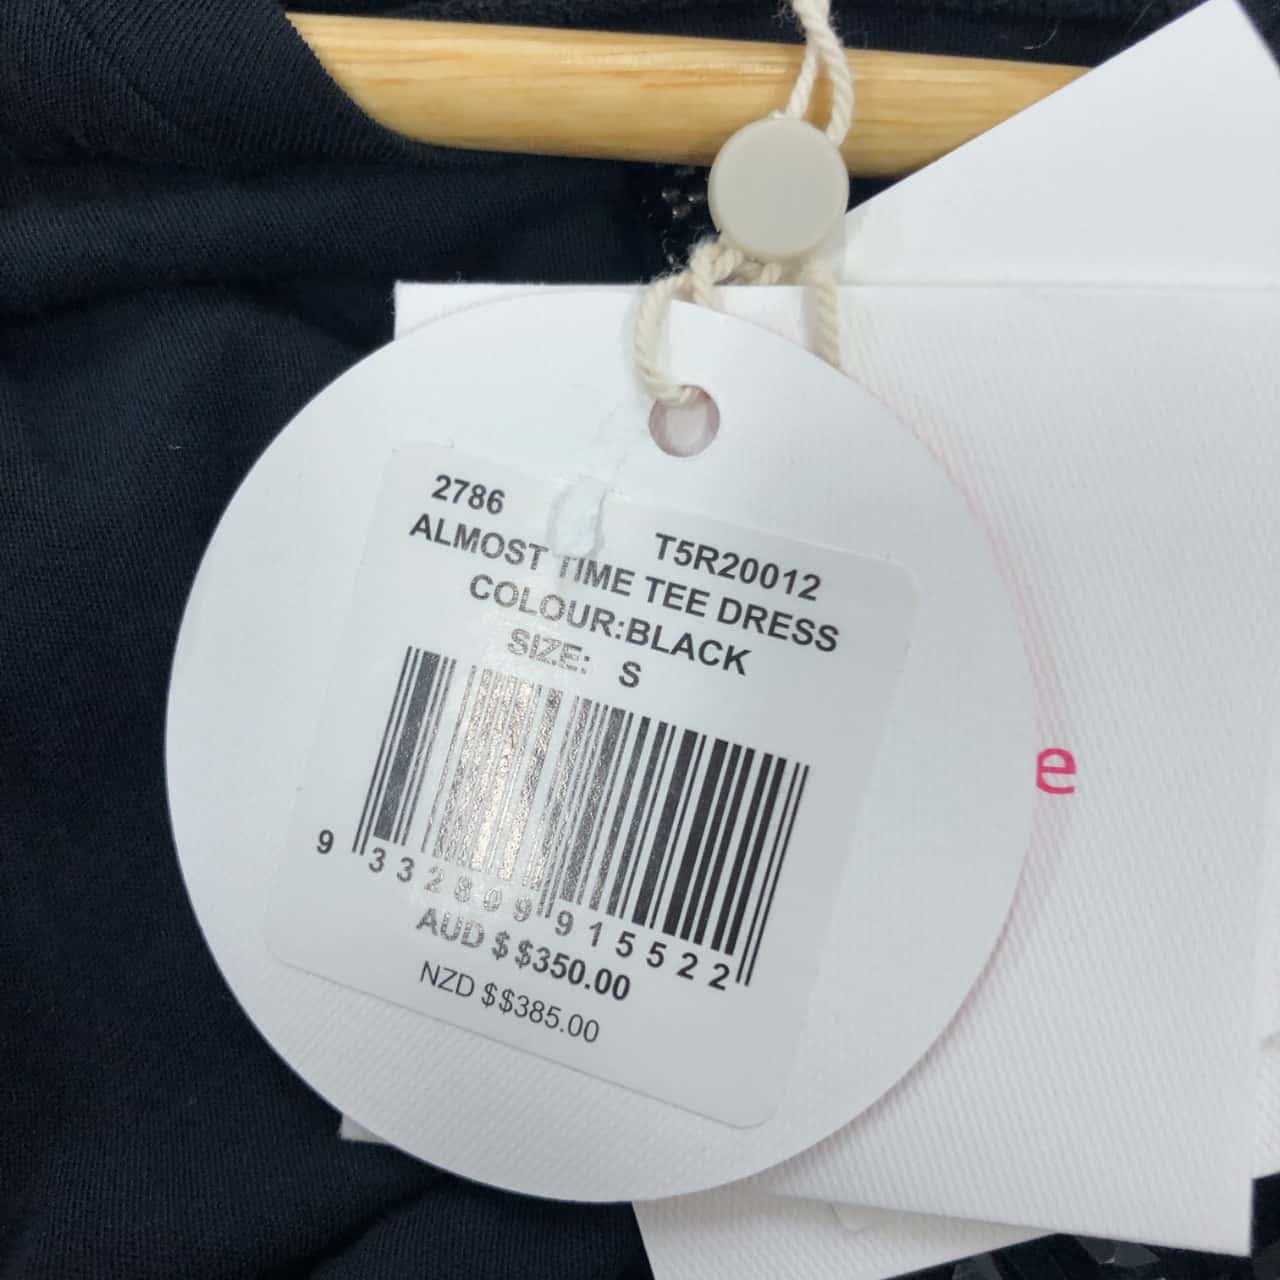 2786
T5R20012
ALMOST TIME TEE DRESS
COLOUR:BLACK
SIZE: S
9 332809 915522
AUD $ $350.00
NZD $$385.00
e